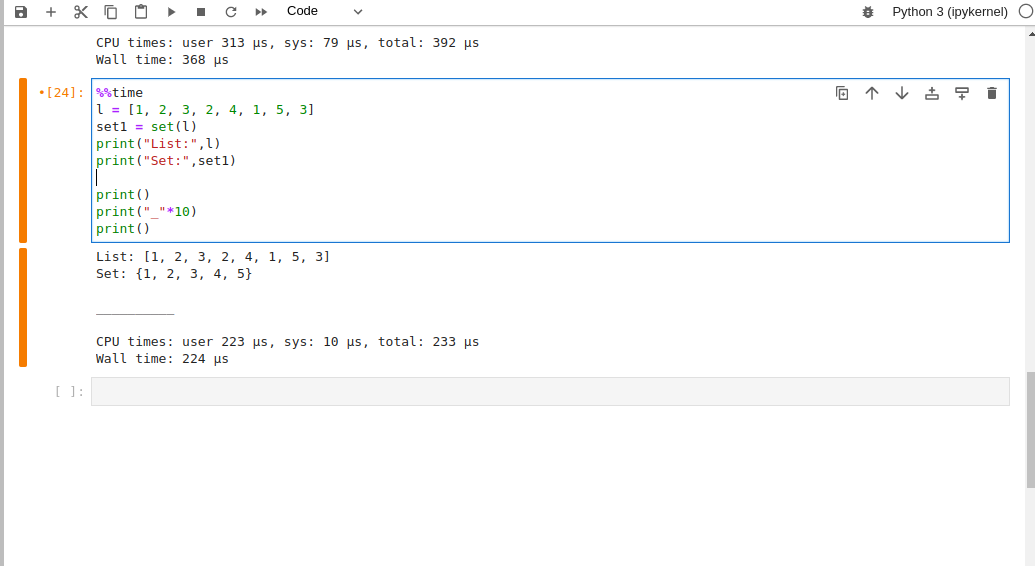 Code
Python 3 (ipykernel)
CPU times: user 313 µs, sys: 79 µs, total: 392 µs
Wall time: 368 µs
•[24]:
%%time
l = [1, 2, 3, 2, 4, 1, 5, 3]
set1 = set(l)
print("List:",l)
print("Set:",set1)
print()
print("_"*10)
print()
List: [1, 2, 3, 2, 4, 1, 5, 3]
Set: {1, 2, 3, 4, 5}
__________
CPU times: user 223 µs, sys: 10 µs, total: 233 µs
Wall time: 224 µs
[ ]: